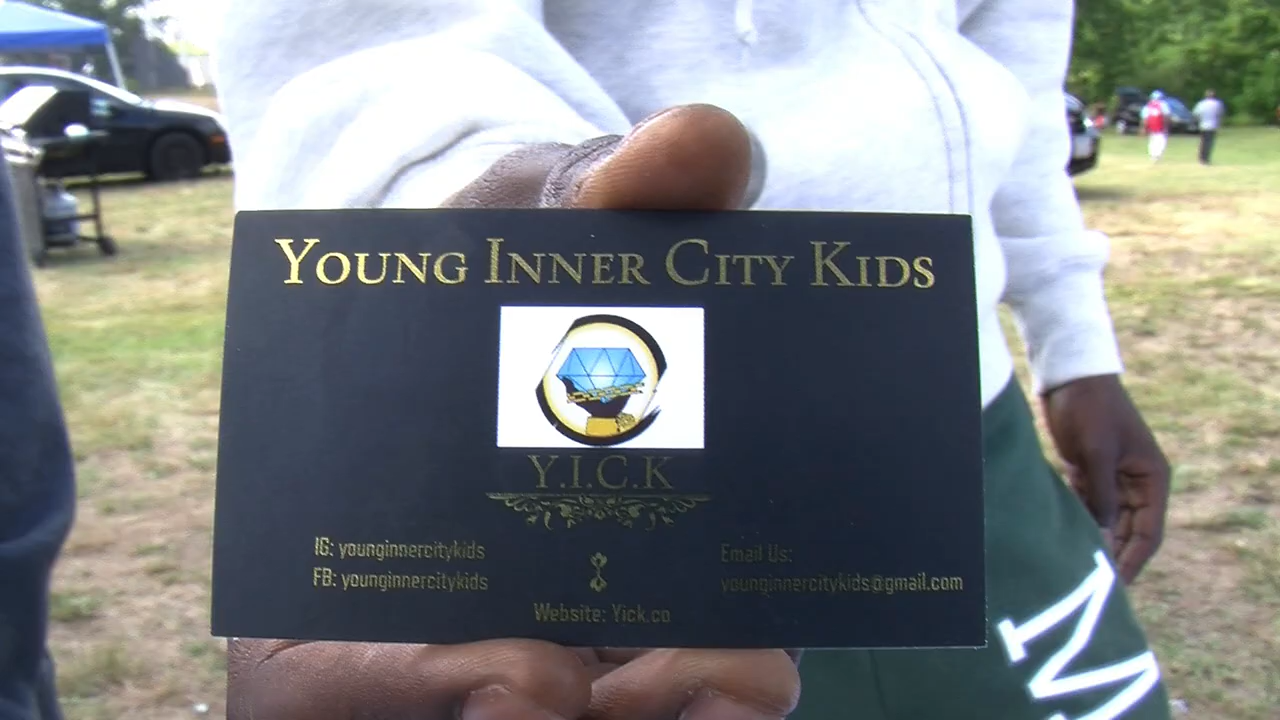 Young Inner City Kids
Y.I.C.K
IG: younginnercitykids
FB: younginnercitykids
Email Us:
younginnercitykids@gmail.com
Website: Yick.co
M